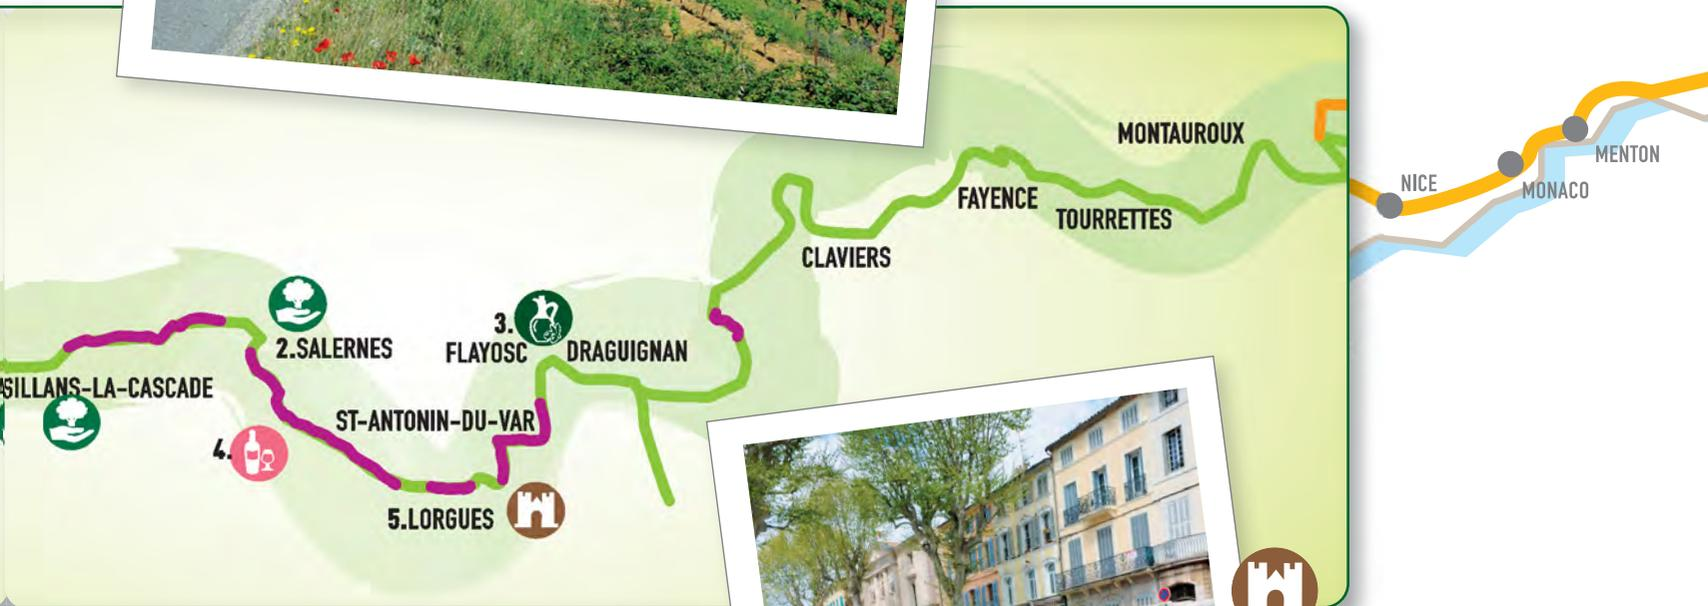 MONTAUROUX
MENTON
NICE
MONACO
FAYENCE
TOURRETTES
CLAVIERS
3.
FLAYOSC
DRAGUIGNAN
2.SALERNES
SILLANS-LA-CASCADE
ST-ANTONIN-DU-VAR
4.
5.LORGUES